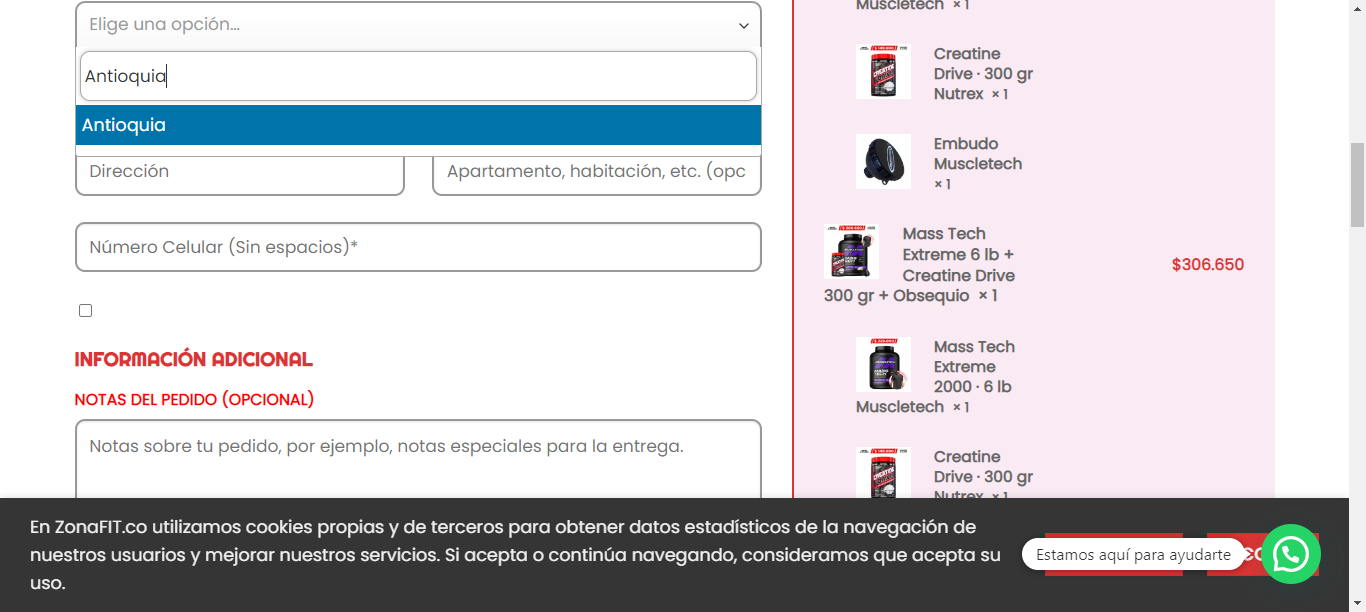 Elige una opción...
Antioquia
Antioquia
Dirección
Apartamento, habitación, etc. (opc
Número Celular (Sin espacios)*
INFORMACIÓN ADICIONAL
NOTAS DEL PEDIDO (OPCIONAL)
Notas sobre tu pedido, por ejemplo, notas especiales para la entrega.
Muscletech × 1
Creatine
Drive · 300 gr
Nutrex × 1
Embudo
Muscletech
× 1
Mass Tech
Extreme 6 lb +
Creatine Drive
300 gr + Obsequio × 1
$306.650
Mass Tech
Extreme
2000 · 6 lb
Muscletech × 1
Creatine
Drive · 300 gr
Nutrex × 1
En ZonaFIT.co utilizamos cookies propias y de terceros para obtener datos estadísticos de la navegación de
nuestros usuarios y mejorar nuestros servicios. Si acepta o continúa navegando, consideramos que acepta su
uso.
Estamos aquí para ayudarte